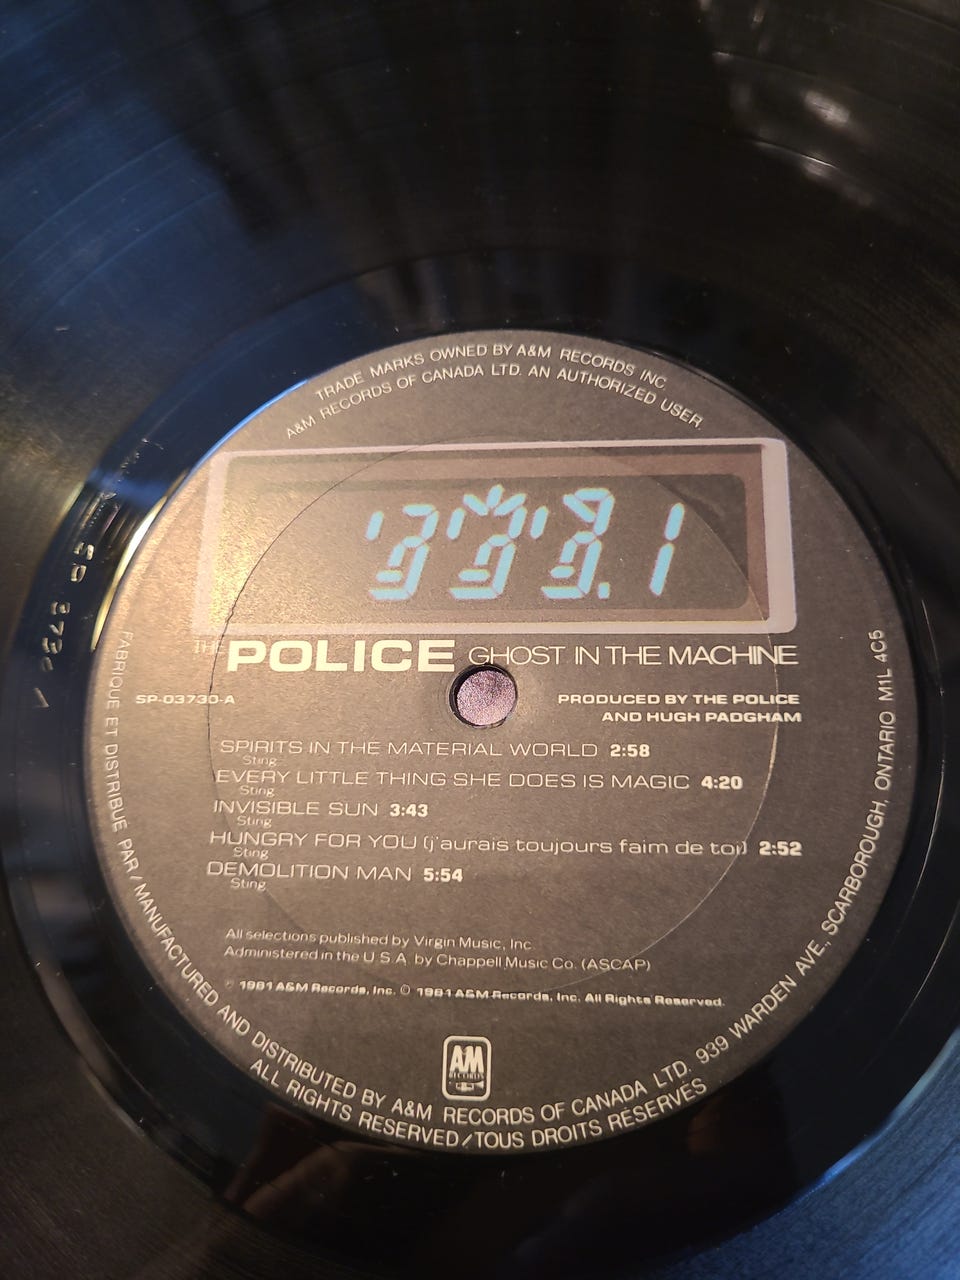 TRADE MARKS OWNED BY A&M RECORDS INC.
A&M RECORDS OF CANADA LTD. AN AUTHORIZED USER
THE POLICE GHOST IN THE MACHINE
SP-03730-A
PRODUCED BY THE POLICE
AND HUGH PADGHAM
SPIRITS IN THE MATERIAL WORLD 2:58
Sting
EVERY LITTLE THING SHE DOES IS MAGIC 4:20
Sting
INVISIBLE SUN 3:43
Sting
HUNGRY FOR YOU (j'aurais toujours faim de toi) 2:52
Sting
DEMOLITION MAN 5:54
Sting
All selections published by Virgin Music, Inc.
Administered in the U.S.A. by Chappell Music Co. (ASCAP)
1981 A&M Records, Inc. © 1981 A&M Records, Inc. All Rights Reserved.
A&M
RECORDS
FABRIQUÉ ET DISTRIBUÉ PAR / MANUFACTURED AND DISTRIBUTED BY A&M RECORDS OF CANADA LTD. 939 WARDEN AVE., SCARBOROUGH, ONTARIO M1L 4C5
ALL RIGHTS RESERVED/TOUS DROITS RÉSERVÉS